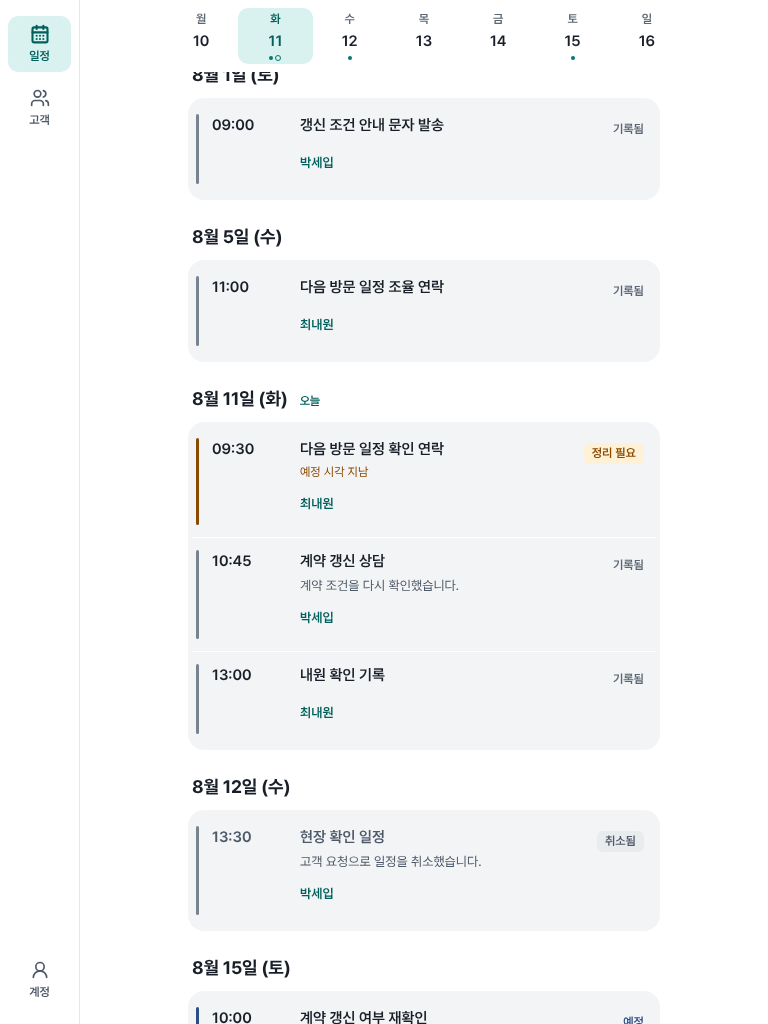 일정
고객
계정
월 화 수 목 금 토 일
10 11 12 13 14 15 16
8월 1일 (토)
09:00 갱신 조건 안내 문자 발송 기록됨
박세입
8월 5일 (수)
11:00 다음 방문 일정 조율 연락 기록됨
최내원
8월 11일 (화) 오늘
09:30 다음 방문 일정 확인 연락 정리 필요
예정 시각 지남
최내원
10:45 계약 갱신 상담 기록됨
계약 조건을 다시 확인했습니다.
박세입
13:00 내원 확인 기록 기록됨
최내원
8월 12일 (수)
13:30 현장 확인 일정 취소됨
고객 요청으로 일정을 취소했습니다.
박세입
8월 15일 (토)
10:00 계약 갱신 여부 재확인 예정